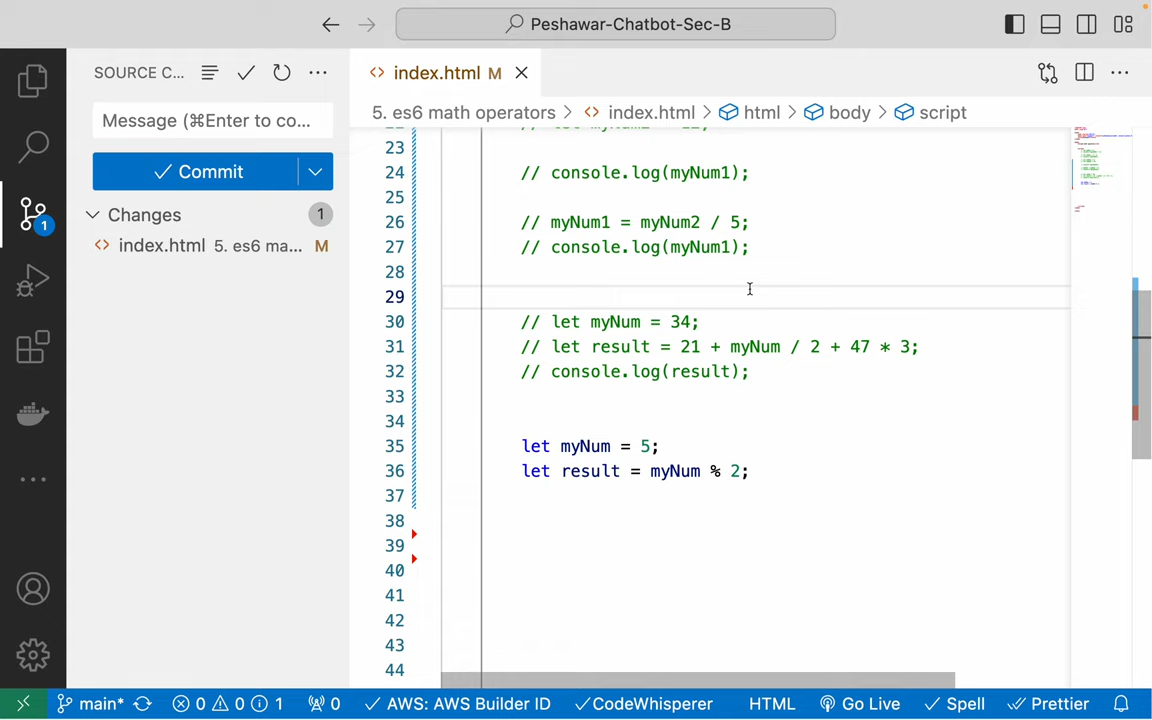 Peshawar-Chatbot-Sec-B
SOURCE C...
index.html M
5. es6 math operators > index.html > html > body > script
Message (⌘Enter to co...
Commit
Changes 1
index.html 5. es6 ma... M
1
23
24 // console.log(myNum1);
25
26 // myNum1 = myNum2 / 5;
27 // console.log(myNum1);
28
29
30 // let myNum = 34;
31 // let result = 21 + myNum / 2 + 47 * 3;
32 // console.log(result);
33
34
35 let myNum = 5;
36 let result = myNum % 2;
37
38
39
40
41
42
43
44
main* 0 0 1 0 AWS: AWS Builder ID CodeWhisperer HTML Go Live Spell Prettier